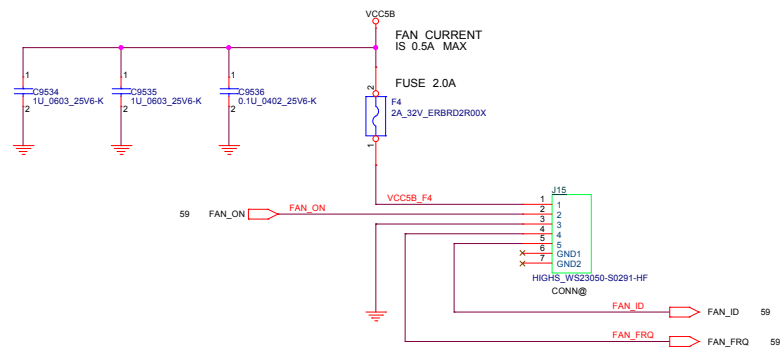 VCC5B
FAN CURRENT
IS 0.5A MAX
1
1
1
C9534
C9535
C9536
1U_0603_25V6-K
1U_0603_25V6-K
0.1U_0402_25V6-K
2
2
2
FUSE 2.0A
2
F4
2A_32V_ERBRD2R00X
1
J15
VCC5B_F4
1 1
59 FAN_ON FAN_ON
2 2
3 3
4 4
5 5
6 GND1
7 GND2
HIGHS_WS23050-S0291-HF
CONN@
FAN_ID
FAN_ID 59
FAN_FRQ
FAN_FRQ 59